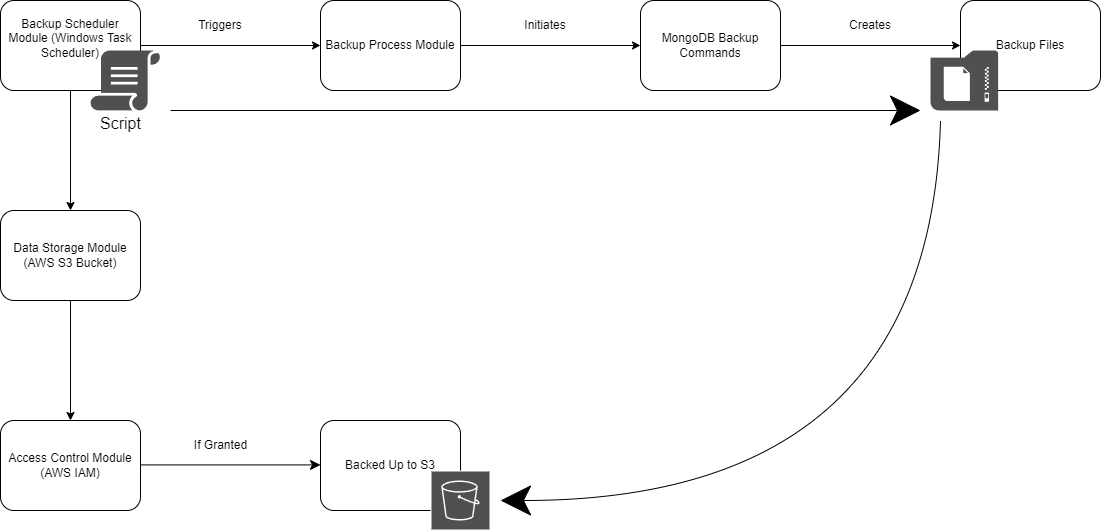 Backup Scheduler
Module (Windows Task
Scheduler)
Triggers
Backup Process Module
Initiates
MongoDB Backup
Commands
Creates
Backup Files
Script
Data Storage Module
(AWS S3 Bucket)
Access Control Module
(AWS IAM)
If Granted
Backed Up to S3